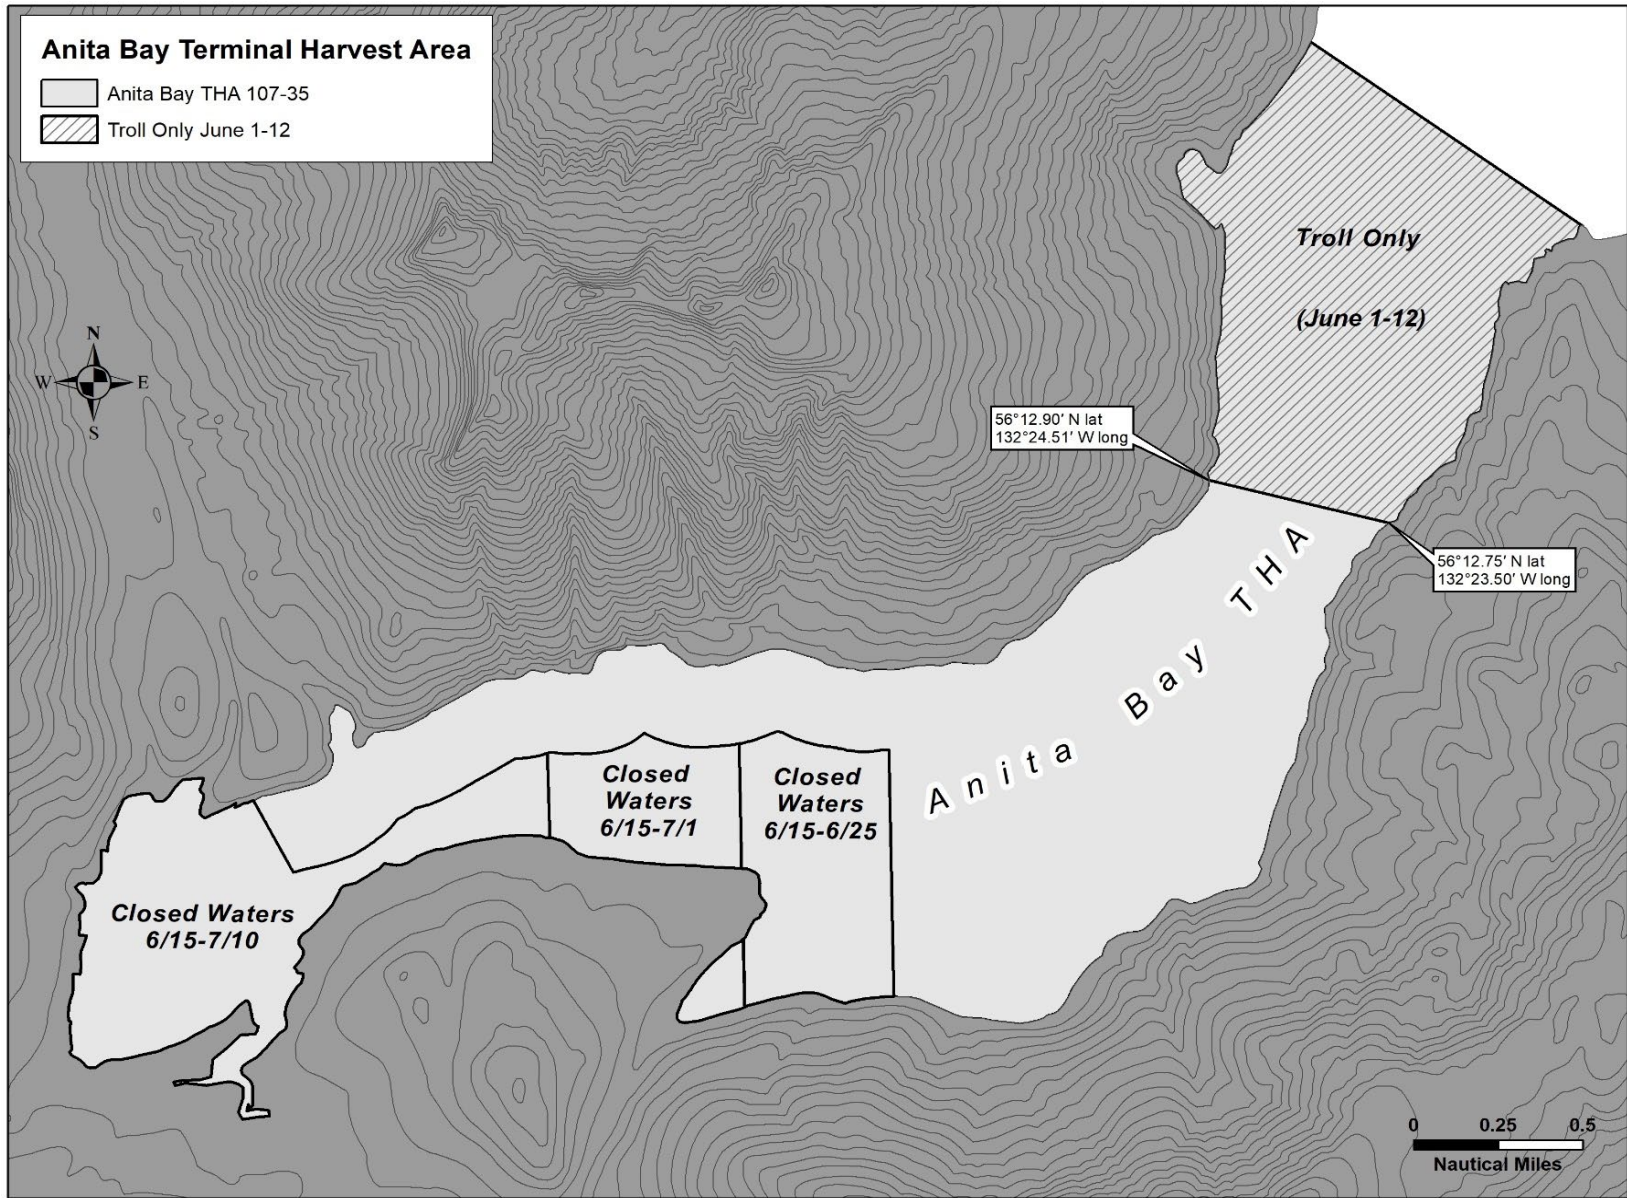 Anita Bay Terminal Harvest Area
Anita Bay THA 107-35
Troll Only June 1-12
Troll Only
(June 1-12)
N
W E
S
56°12.90′ N lat
132°24.51′ W long
56°12.75′ N lat
132°23.50′ W long
Anita Bay THA
Closed
Waters
6/15-7/1
Closed
Waters
6/15-6/25
Closed Waters
6/15-7/10
0 0.25 0.5
Nautical Miles